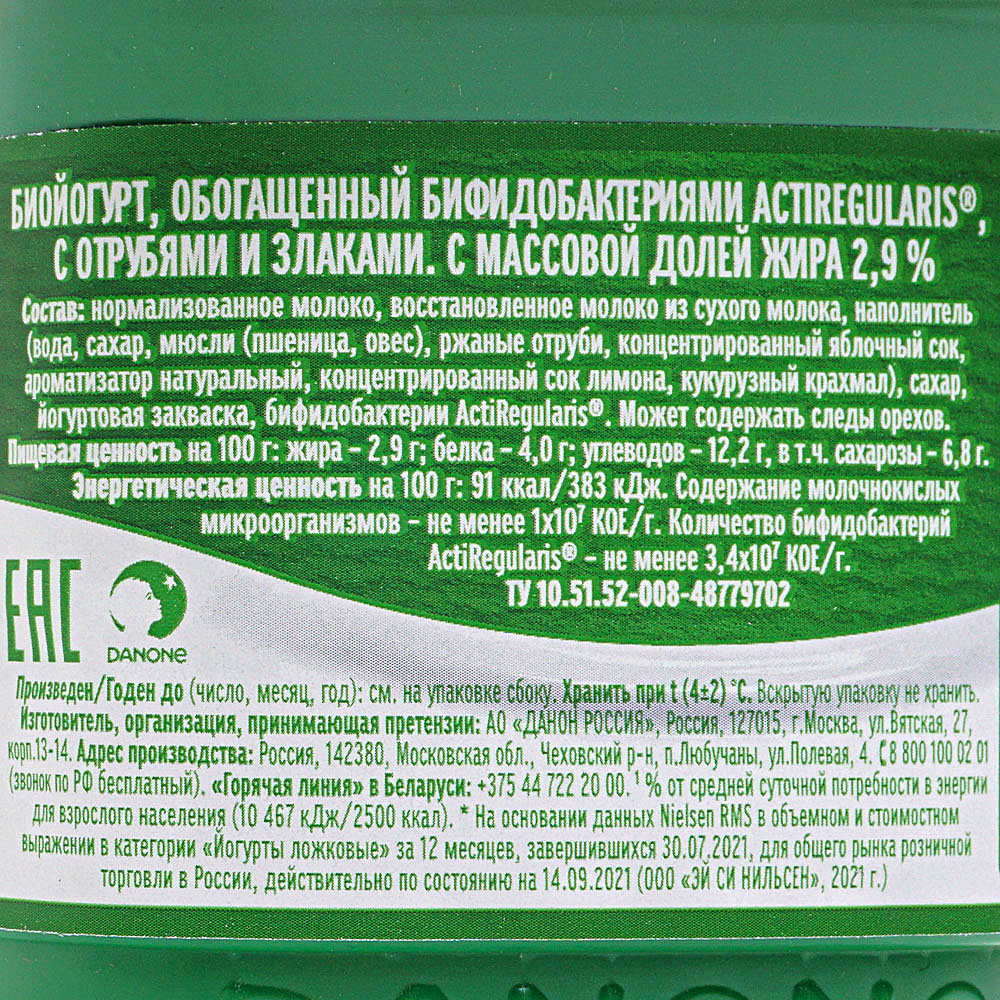 БИОЙОГУРТ, ОБОГАЩЕННЫЙ БИФИДОБАКТЕРИЯМИ ACTIREGULARIS®,
С ОТРУБЯМИ И ЗЛАКАМИ. С МАССОВОЙ ДОЛЕЙ ЖИРА 2,9 %
Состав: нормализованное молоко, восстановленное молоко из сухого молока, наполнитель
(вода, сахар, мюсли (пшеница, овес), ржаные отруби, концентрированный яблочный сок,
ароматизатор натуральный, концентрированный сок лимона, кукурузный крахмал), сахар,
йогуртовая закваска, бифидобактерии ActiRegularis®. Может содержать следы орехов.
Пищевая ценность на 100 г: жира – 2,9 г; белка – 4,0 г; углеводов – 12,2 г, в т.ч. сахарозы – 6,8 г.
Энергетическая ценность на 100 г: 91 ккал/383 кДж. Содержание молочнокислых
микроорганизмов – не менее 1x10⁷ КОЕ/г. Количество бифидобактерий
ActiRegularis® – не менее 3,4x10⁷ КОЕ/г.
ТУ 10.51.52-008-48779702
EAC
DANONE
Произведен/Годен до (число, месяц, год): см. на упаковке сбоку. Хранить при t (4±2) °С. Вскрытую упаковку не хранить.
Изготовитель, организация, принимающая претензии: АО «ДАНОН РОССИЯ», Россия, 127015, г.Москва, ул.Вятская, 27,
корп.13-14. Адрес производства: Россия, 142380, Московская обл., Чеховский р-н, п.Любучаны, ул.Полевая, 4. 8 800 100 02 01
(звонок по РФ бесплатный). «Горячая линия» в Беларуси: +375 44 722 20 00. ¹ % от средней суточной потребности в энергии
для взрослого населения (10 467 кДж/2500 ккал). * На основании данных Nielsen RMS в объемном и стоимостном
выражении в категории «Йогурты ложковые» за 12 месяцев, завершившихся 30.07.2021, для общего рынка розничной
торговли в России, действительно по состоянию на 14.09.2021 (ООО «ЭЙ СИ НИЛЬСЕН», 2021 г.)
DANONE